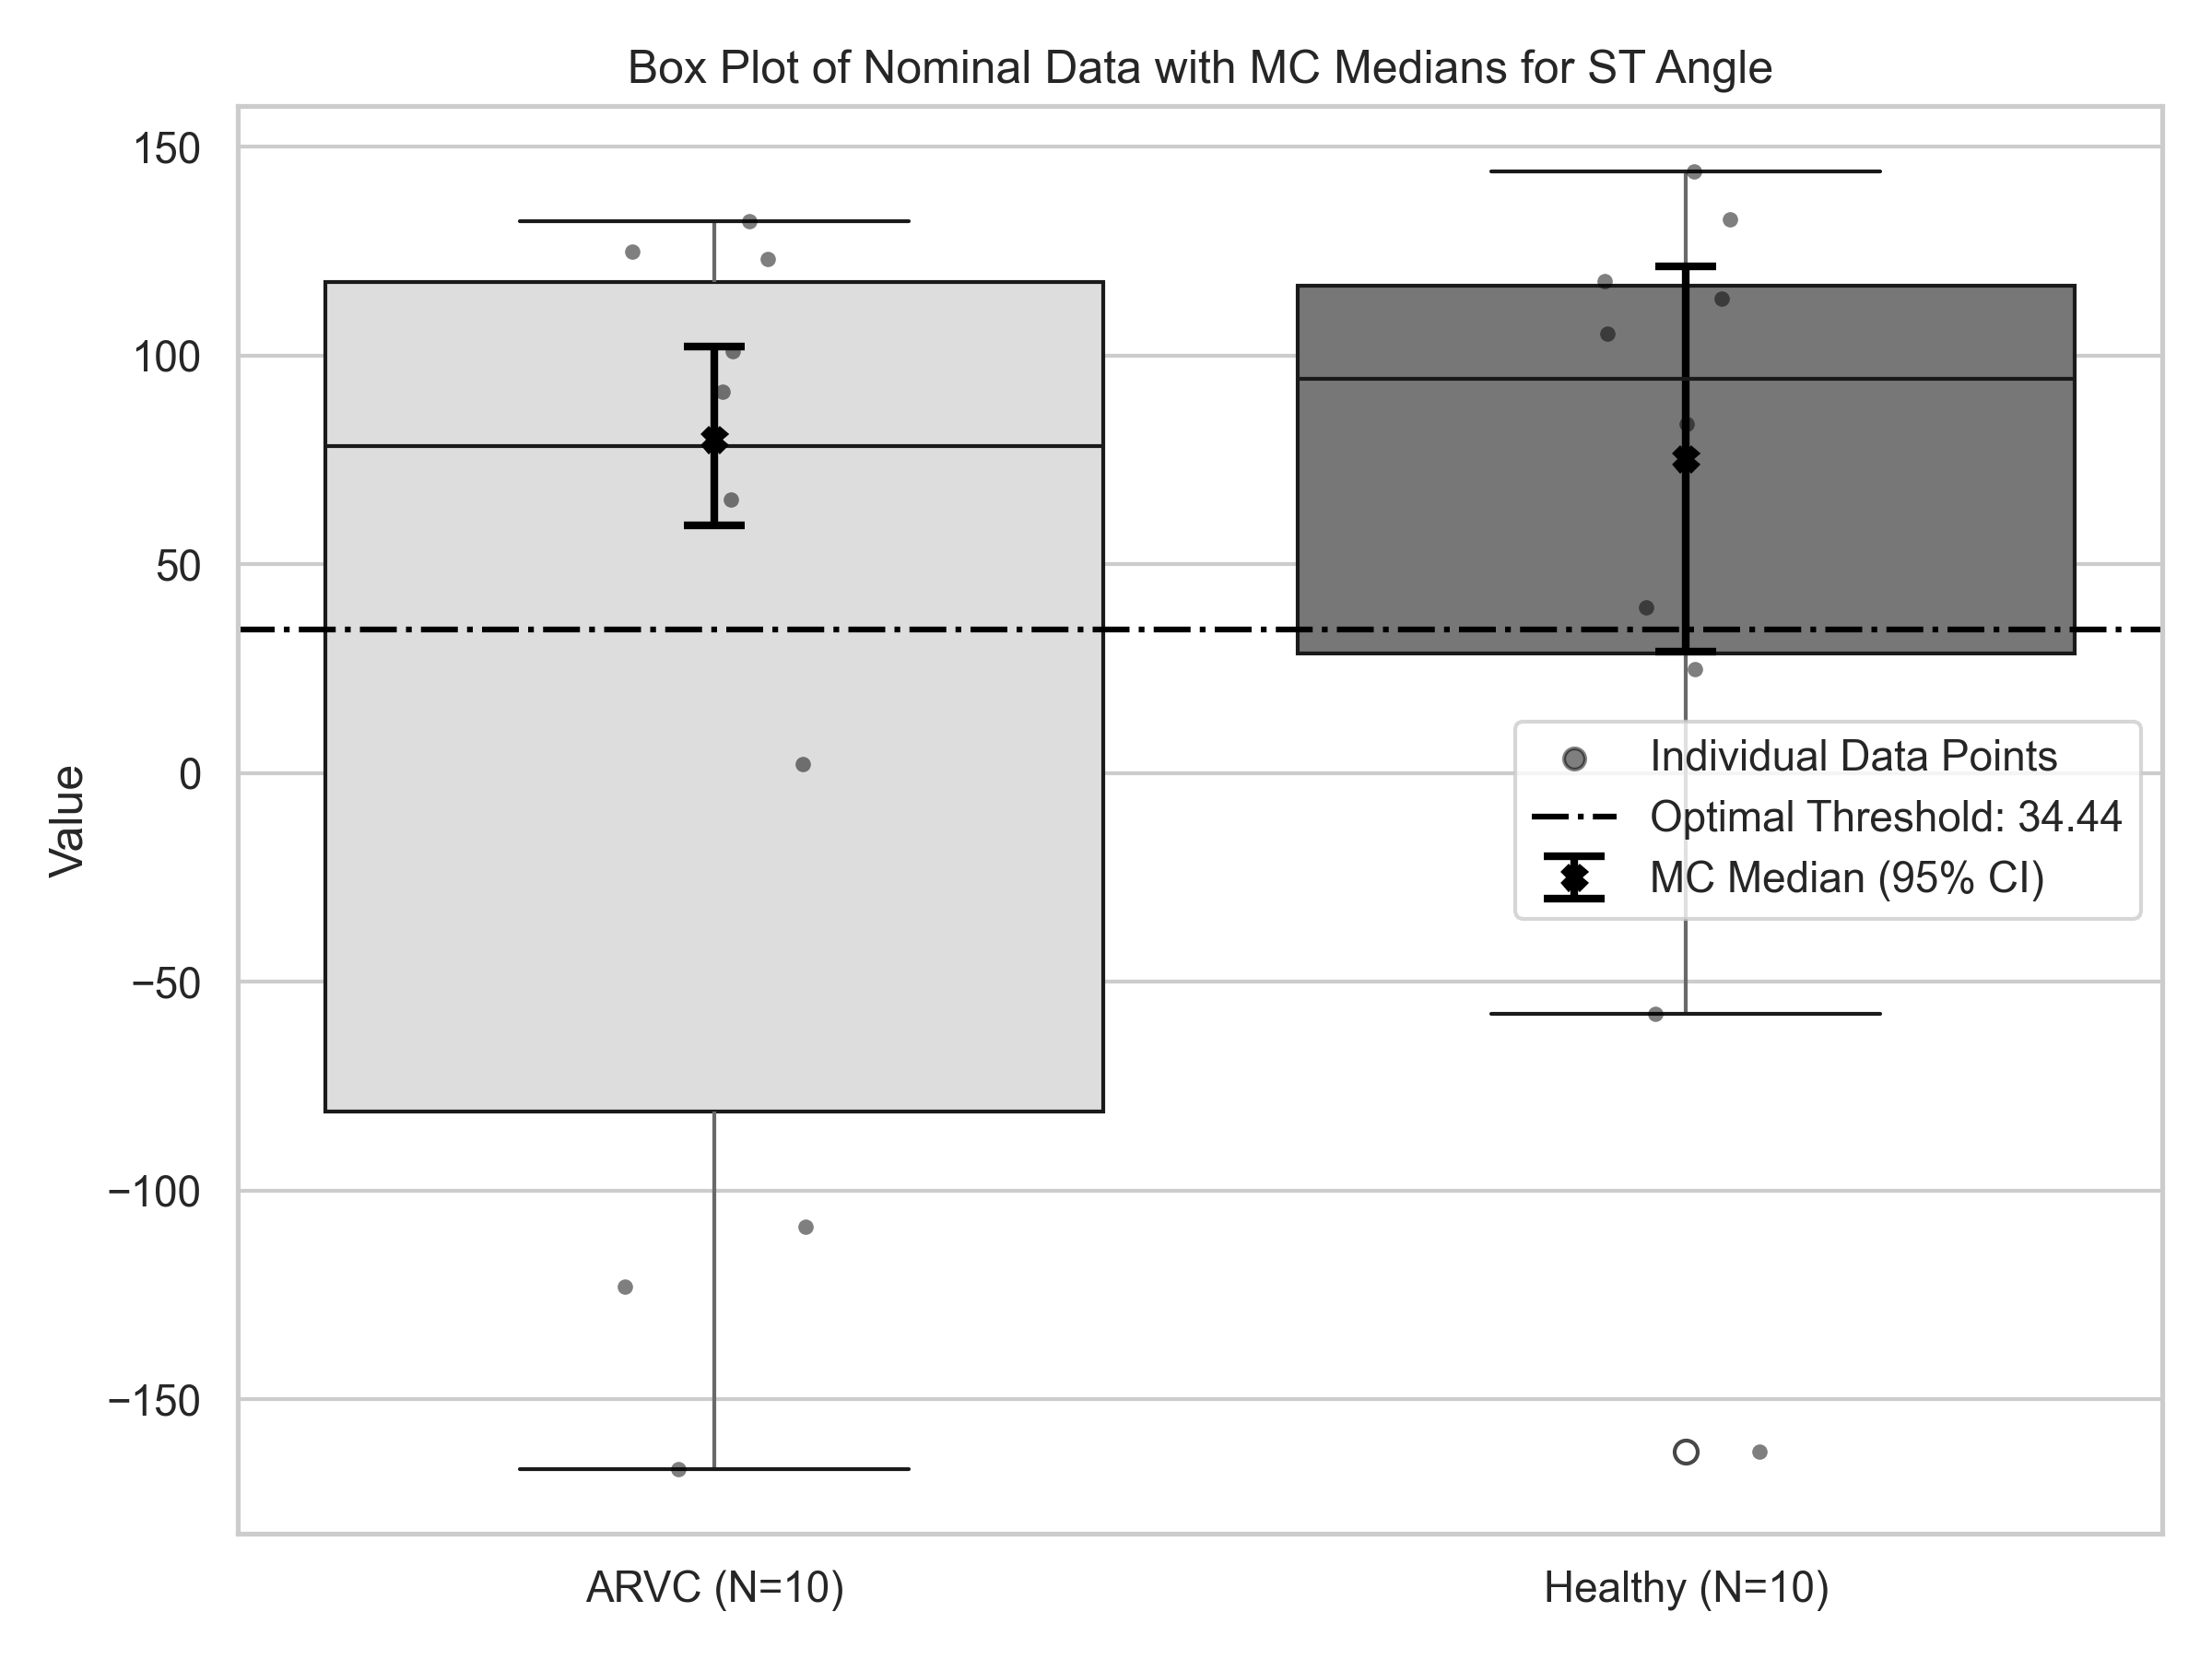 Box Plot of Nominal Data with MC Medians for ST Angle
Value
150
100
50
0
−50
−100
−150
Individual Data Points
Optimal Threshold: 34.44
MC Median (95% CI)
ARVC (N=10)
Healthy (N=10)